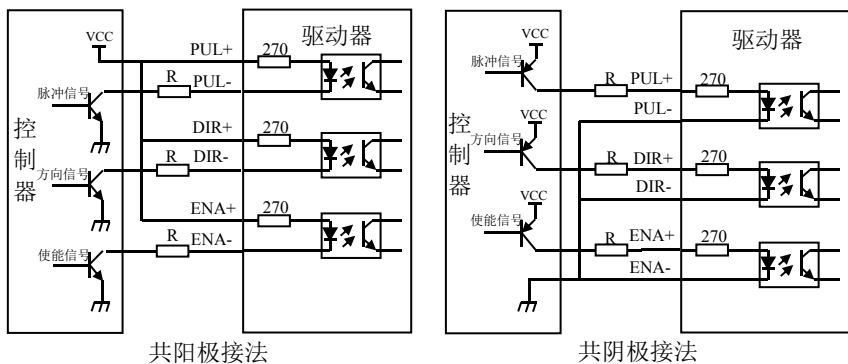 VCC
PUL+
270
驱动器
脉冲信号
R
PUL-
DIR+
270
控制器
方向信号
R
DIR-
ENA+
270
使能信号
R
ENA-
共阳极接法
VCC
驱动器
脉冲信号
R
PUL+
270
PUL-
VCC
控制器
方向信号
R
DIR+
270
DIR-
VCC
使能信号
R
ENA+
270
ENA-
共阴极接法